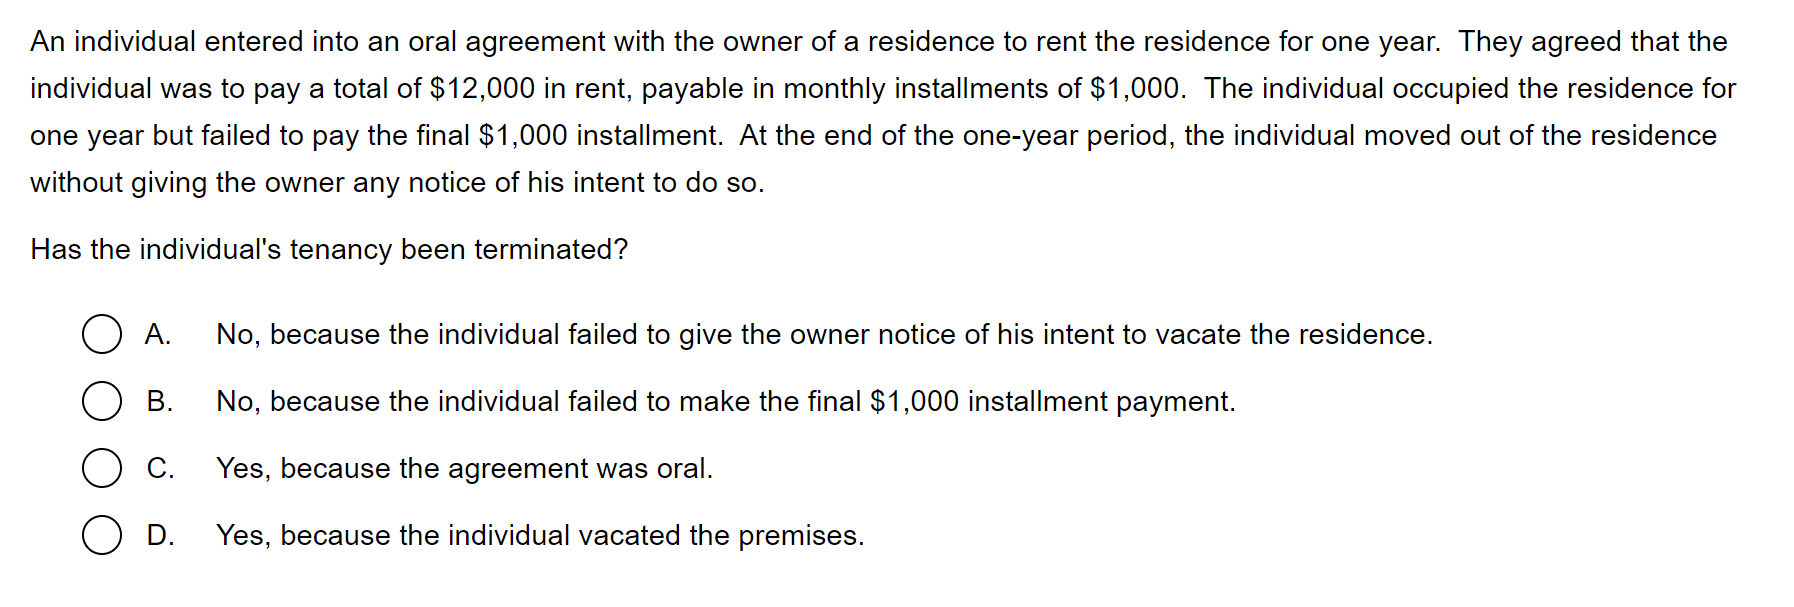 An individual entered into an oral agreement with the owner of a residence to rent the residence for one year.  They agreed that the
individual was to pay a total of $12,000 in rent, payable in monthly installments of $1,000.  The individual occupied the residence for
one year but failed to pay the final $1,000 installment.  At the end of the one-year period, the individual moved out of the residence
without giving the owner any notice of his intent to do so.
Has the individual's tenancy been terminated?
A. No, because the individual failed to give the owner notice of his intent to vacate the residence.
B. No, because the individual failed to make the final $1,000 installment payment.
C. Yes, because the agreement was oral.
D. Yes, because the individual vacated the premises.